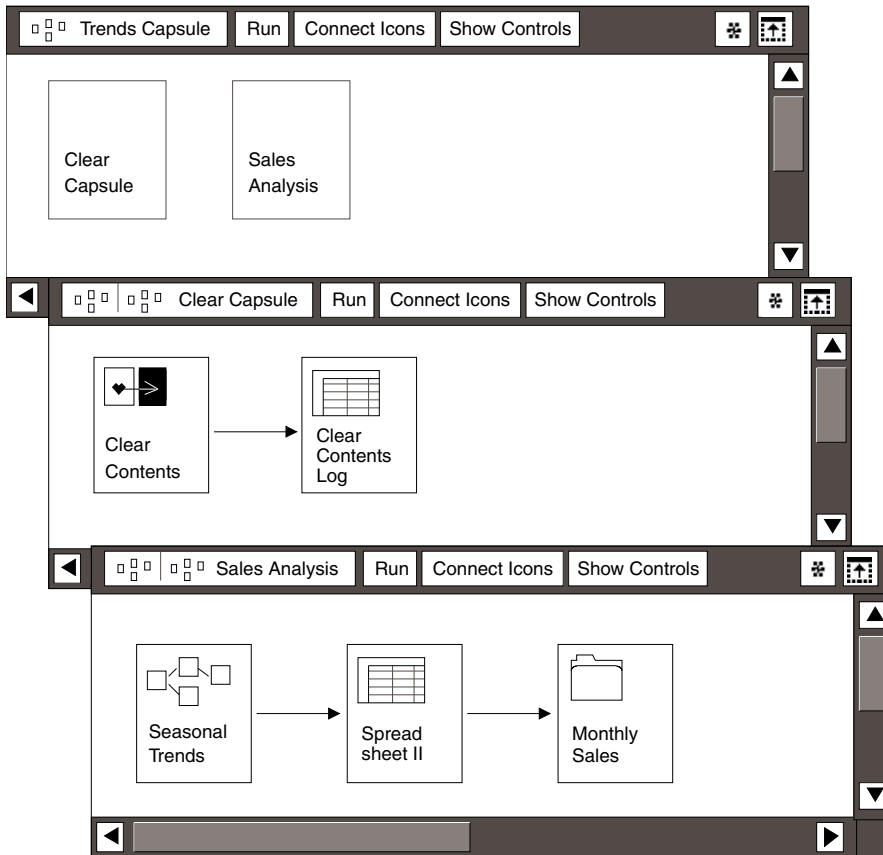 Trends Capsule Run Connect Icons Show Controls
Clear
Capsule
Sales
Analysis
Clear Capsule Run Connect Icons Show Controls
Clear
Contents
Clear
Contents
Log
Sales Analysis Run Connect Icons Show Controls
Seasonal
Trends
Spread
sheet II
Monthly
Sales